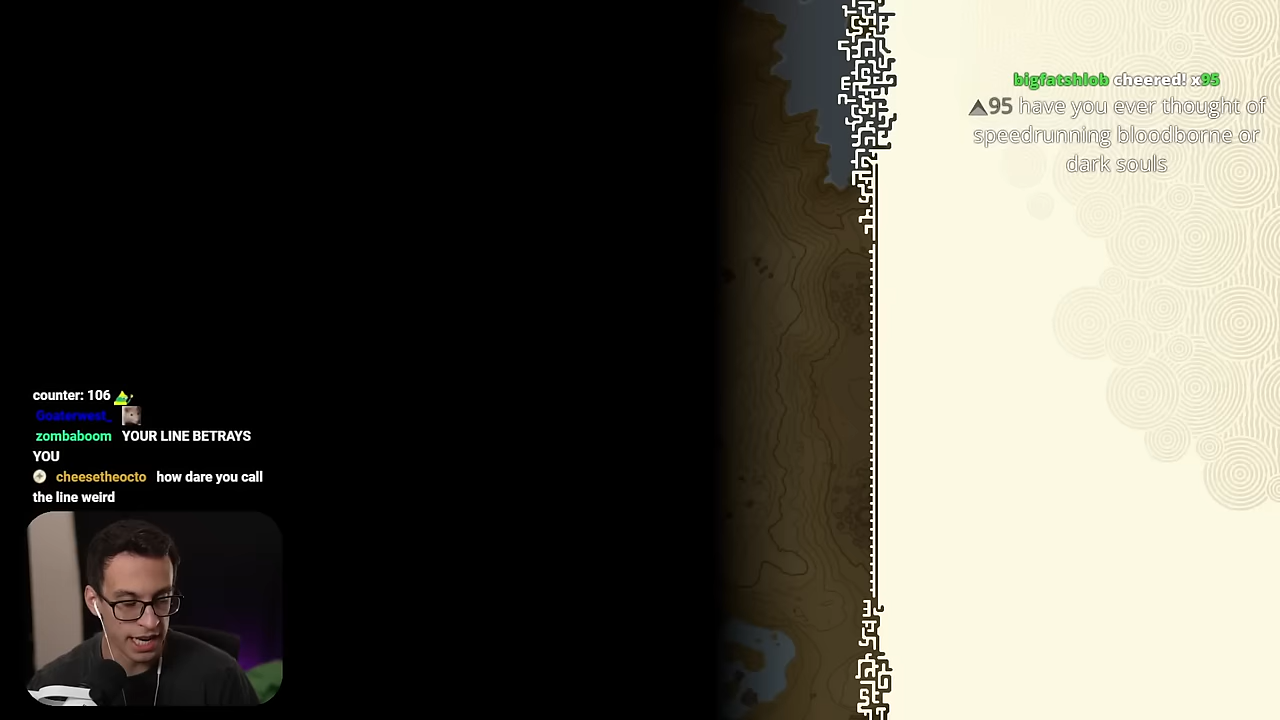 bigfatshlob cheered! x95
95 have you ever thought of
speedrunning bloodborne or
dark souls
counter: 106
Goaterwest_
zombaboom YOUR LINE BETRAYS
YOU
cheesetheocto how dare you call
the line weird